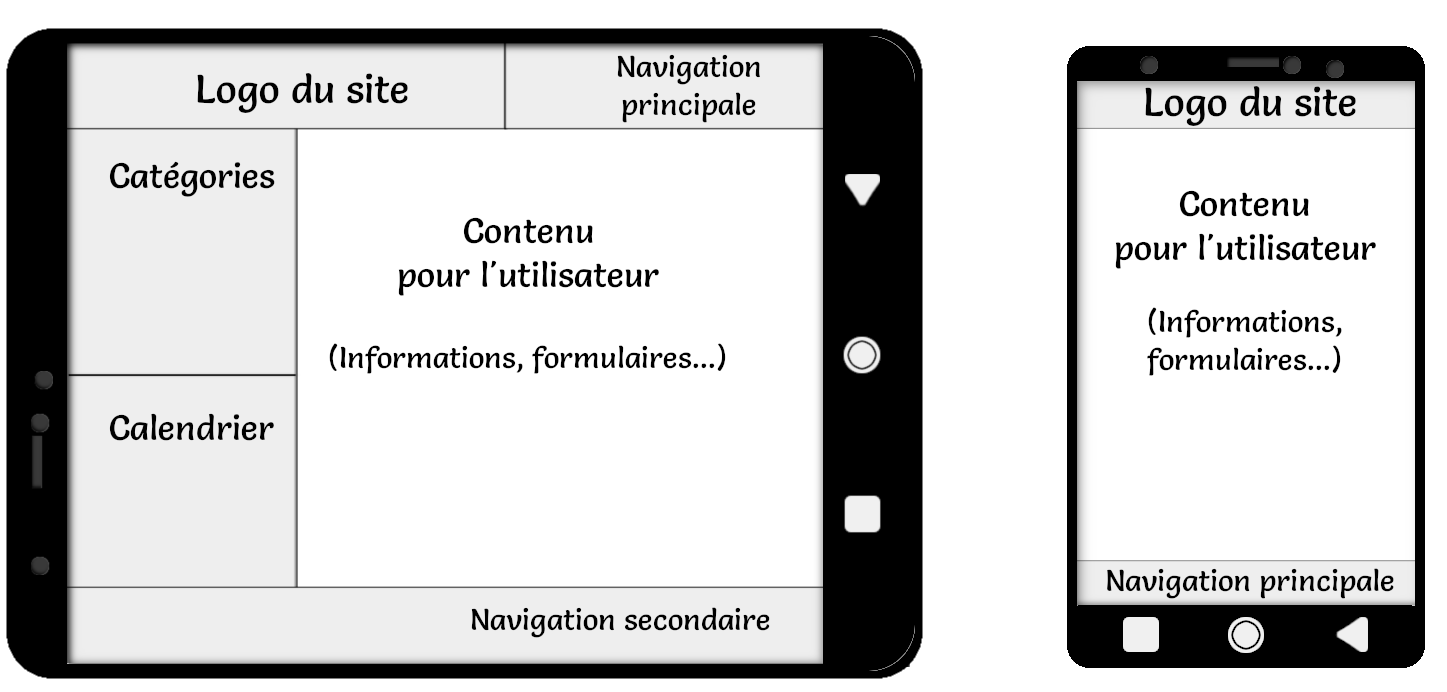 Logo du site
Navigation
principale
Catégories
Contenu
pour l'utilisateur
(Informations, formulaires...)
Calendrier
Navigation secondaire
Logo du site
Contenu
pour l'utilisateur
(Informations,
formulaires...)
Navigation principale